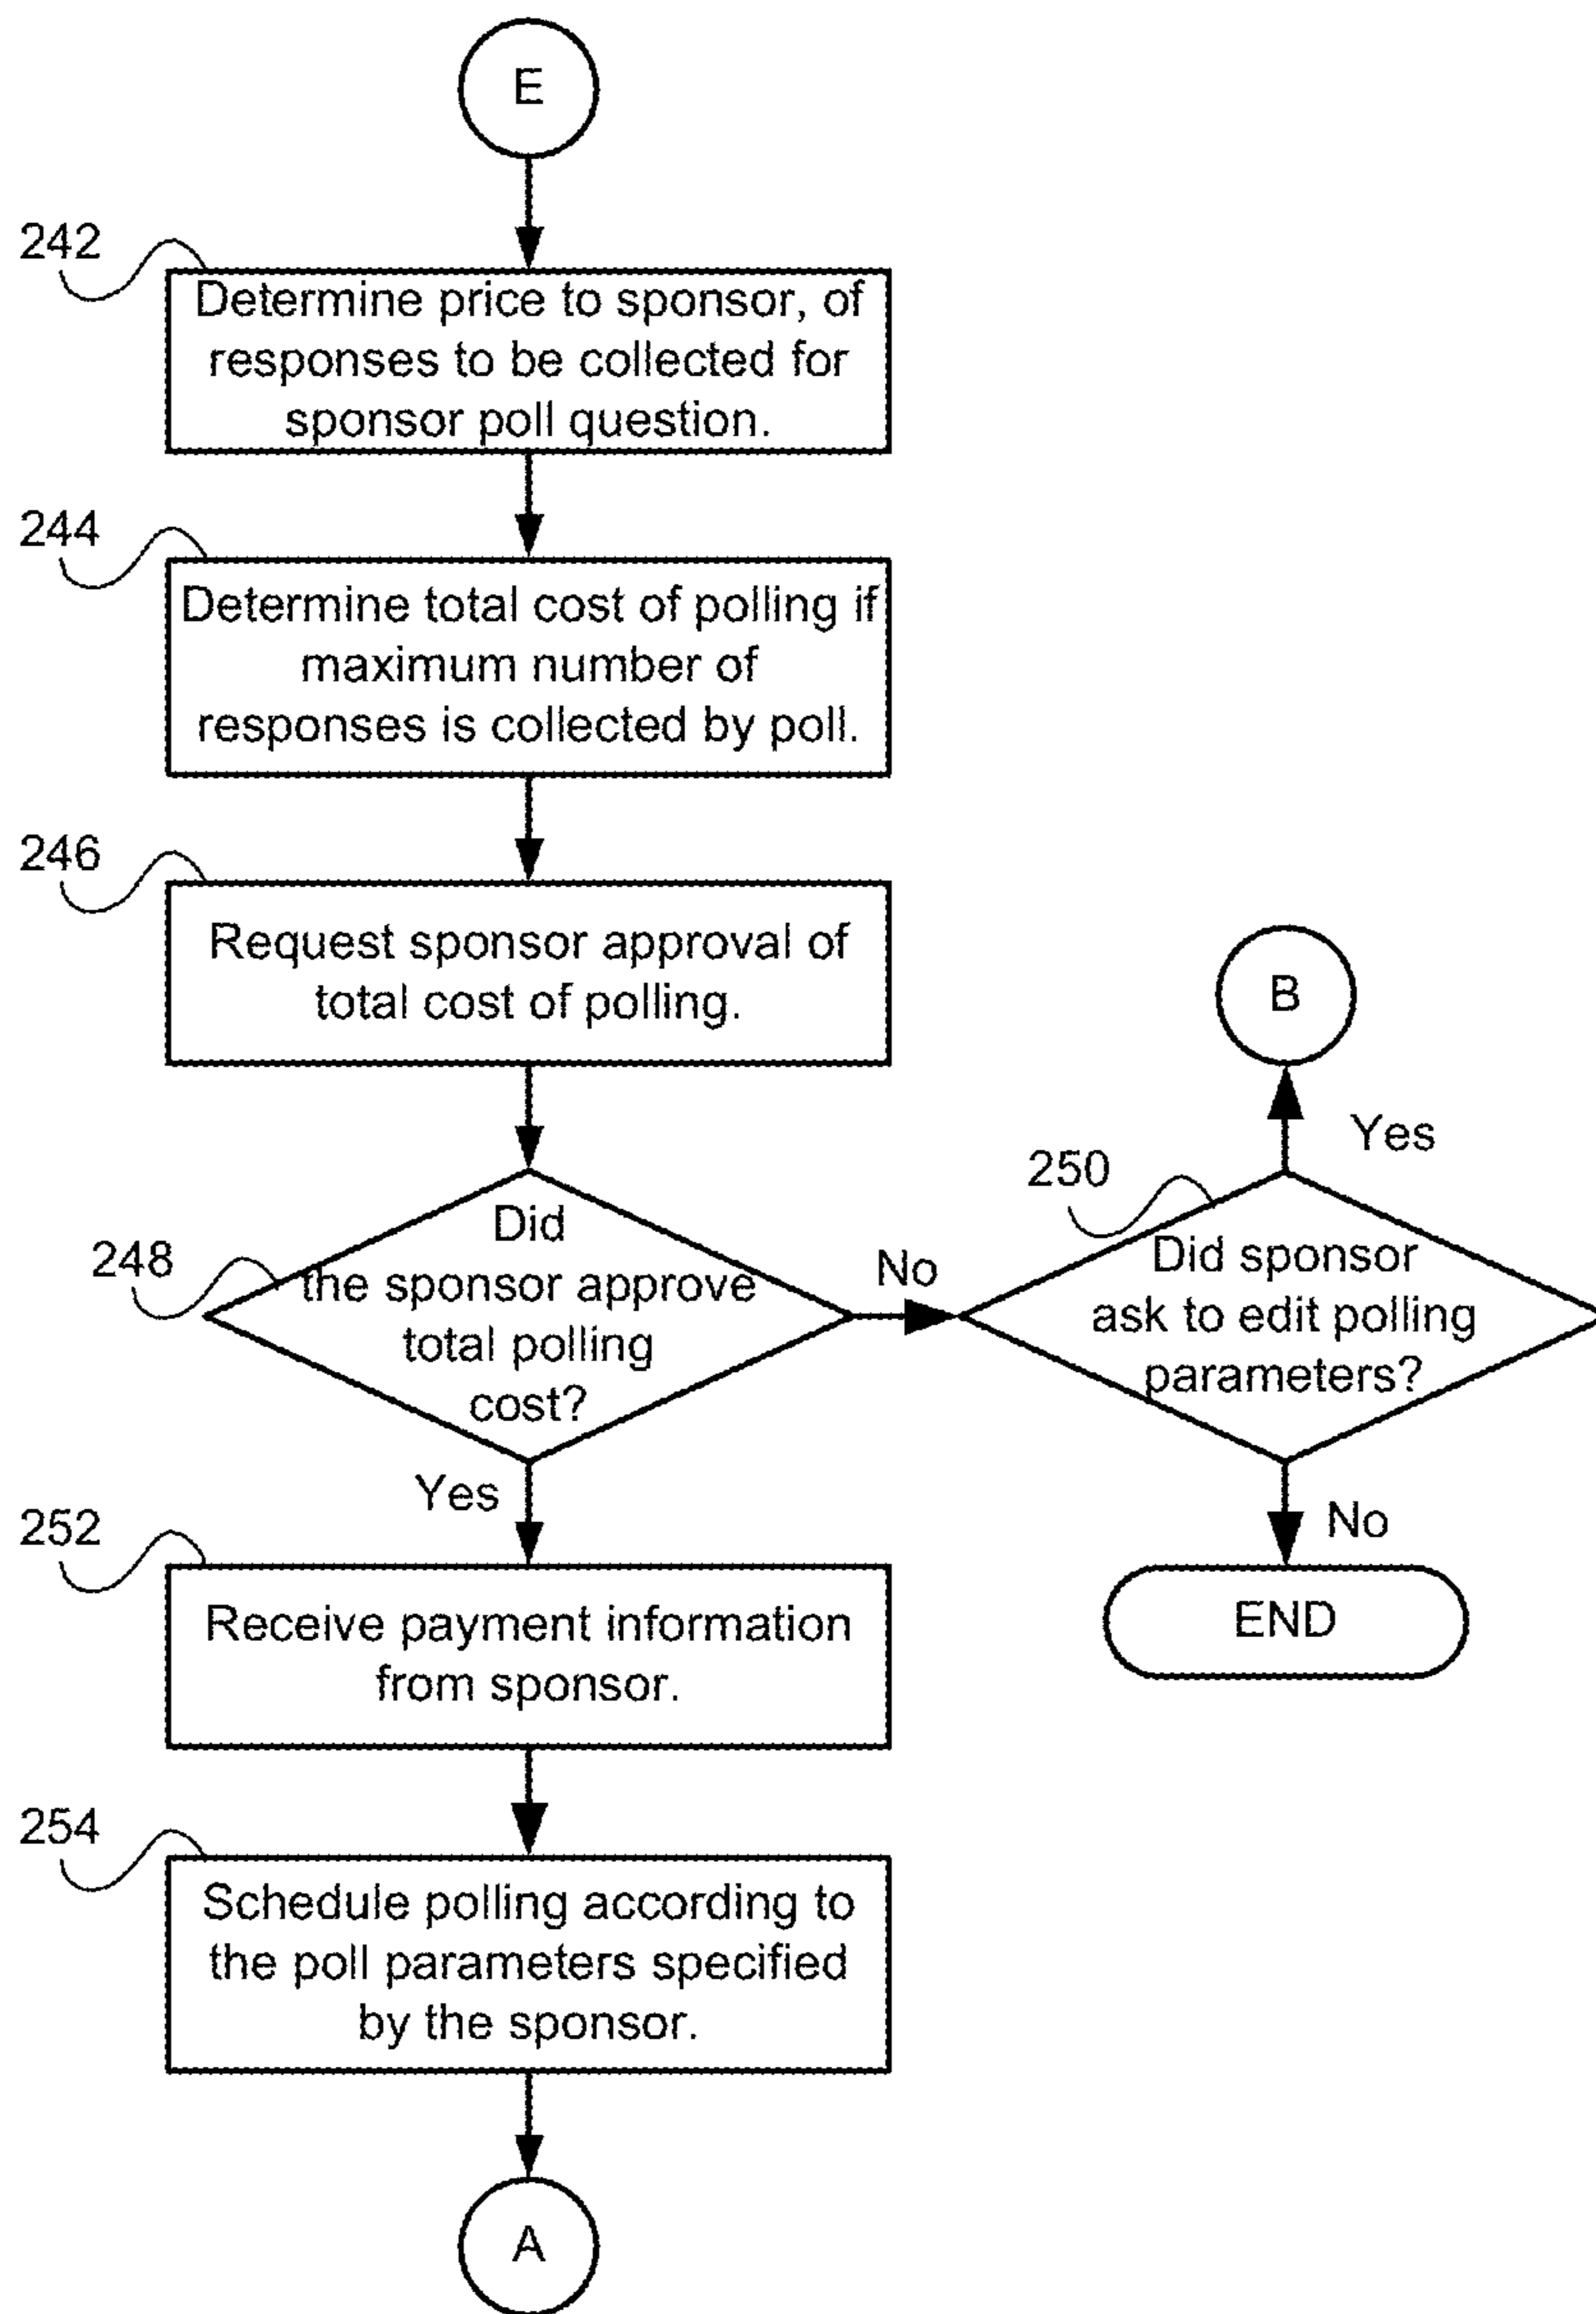 E
242
Determine price to sponsor, of
responses to be collected for
sponsor poll question.
244
Determine total cost of polling if
maximum number of
responses is collected by poll.
246
Request sponsor approval of
total cost of polling.
B
Yes
250
248
Did
the sponsor approve
total polling
cost?
No
Did sponsor
ask to edit polling
parameters?
Yes
No
252
Receive payment information
from sponsor.
END
254
Schedule polling according to
the poll parameters specified
by the sponsor.
A